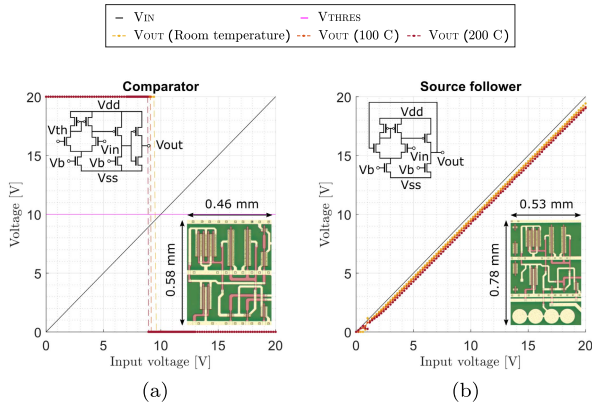 VIN VTHRES
VOUT (Room temperature) VOUT (100 C) VOUT (200 C)
Comparator
Voltage [V]
20
15
10
5
0
Vdd
Vth
Vin
Vout
Vb
Vb
Vss
0.46 mm
0.58 mm
0 5 10 15 20
Input voltage [V]
(a)
Source follower
Voltage [V]
20
15
10
5
0
Vdd
Vin
Vout
Vb
Vb
Vss
0.53 mm
0.78 mm
0 5 10 15 20
Input voltage [V]
(b)